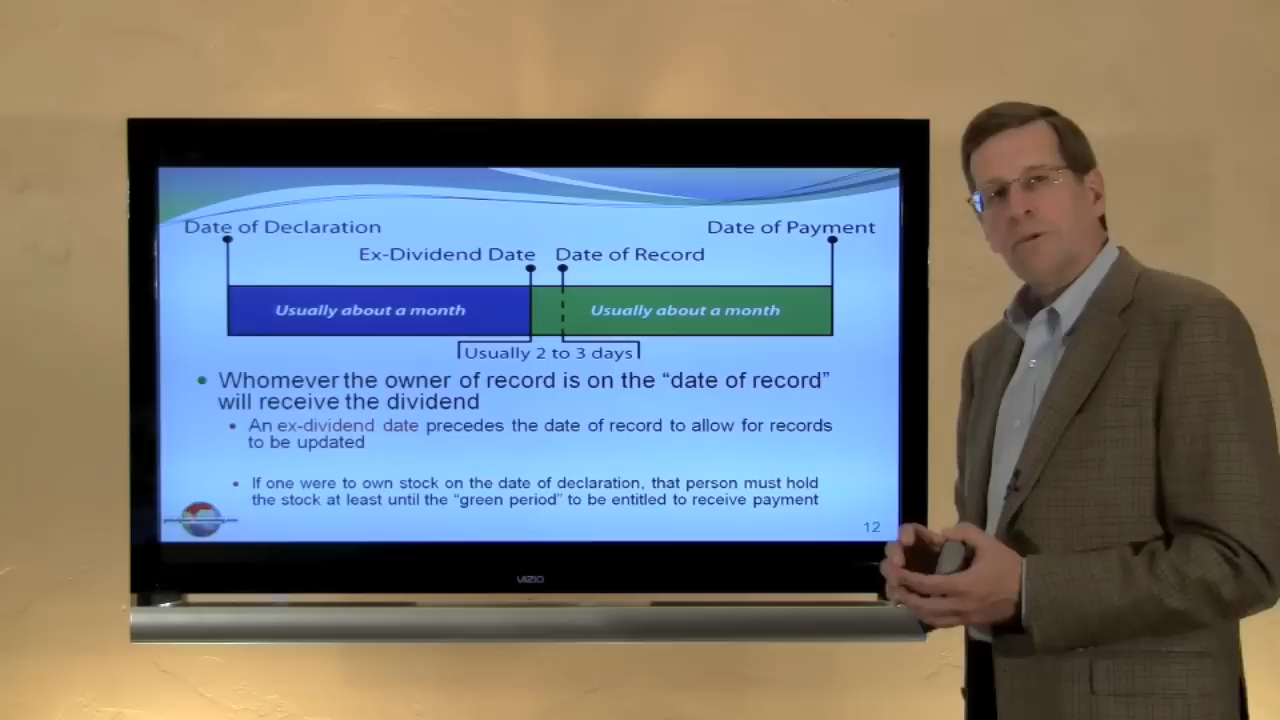 Date of Declaration
Date of Payment
Ex-Dividend Date
Date of Record
Usually about a month
Usually about a month
Usually 2 to 3 days
• Whomever the owner of record is on the “date of record”
will receive the dividend
• An ex-dividend date precedes the date of record to allow for records
to be updated
• If one were to own stock on the date of declaration, that person must hold
the stock at least until the “green period” to be entitled to receive payment
12
VIZIO